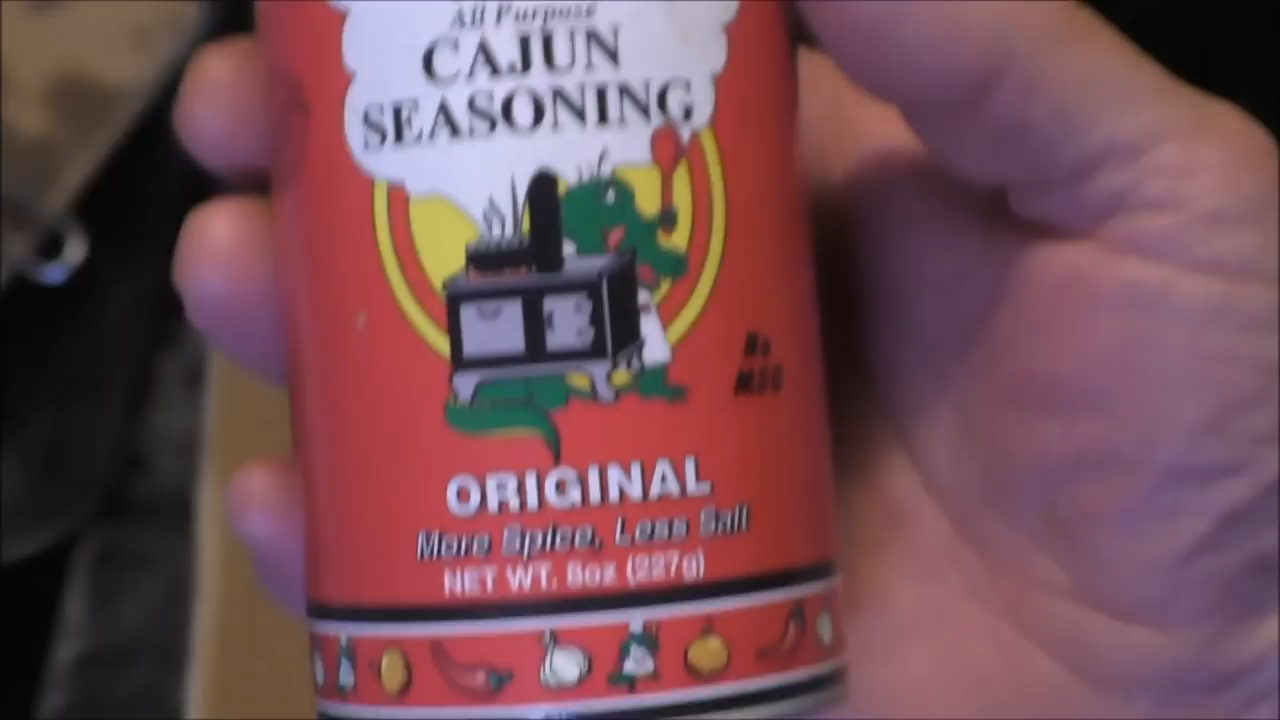 All Purpose
CAJUN
SEASONING
No
MSG
ORIGINAL
More Spice, Less Salt
NET WT. 8oz (227g)